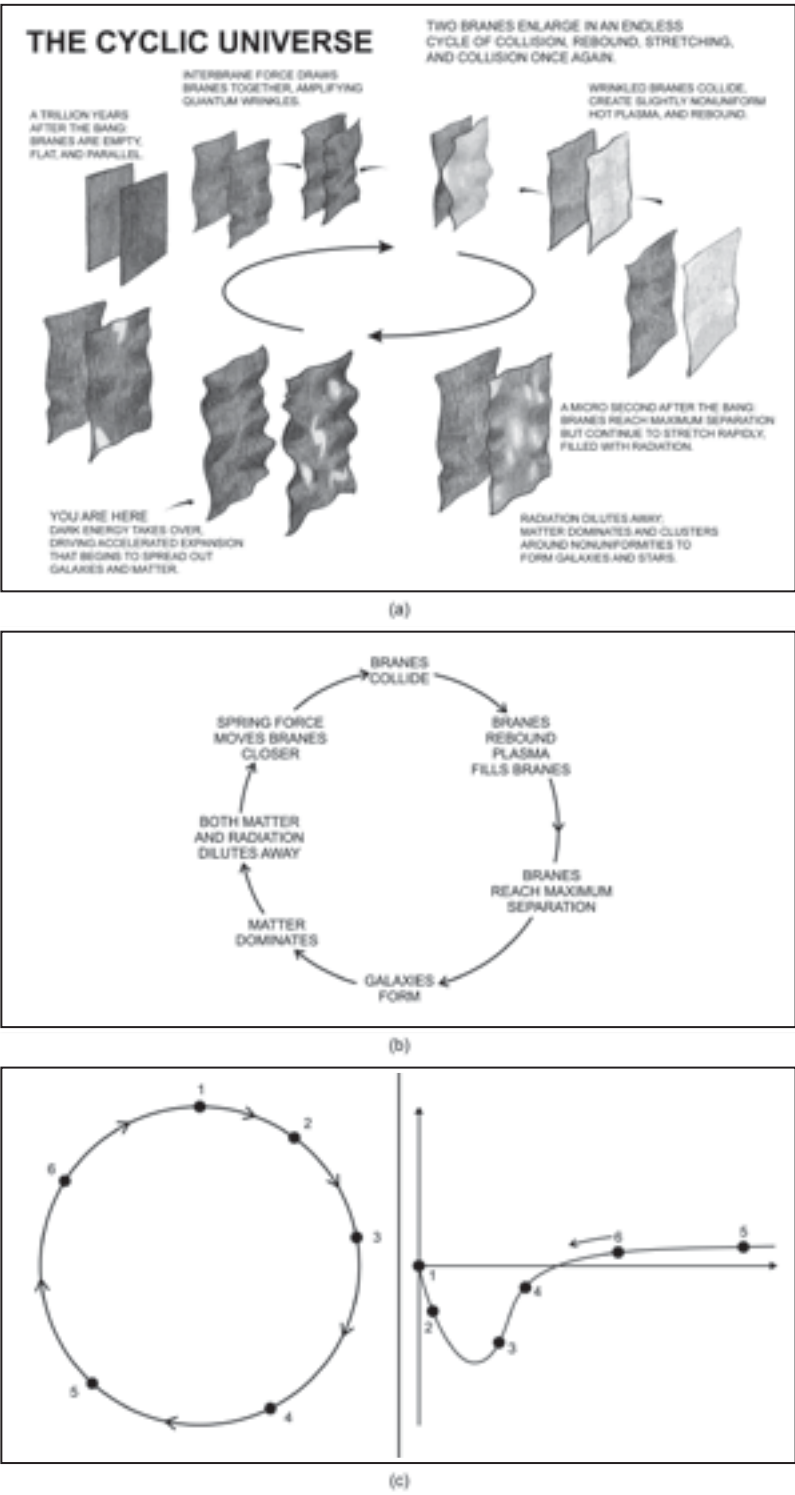 THE CYCLIC UNIVERSE
TWO BRANES ENLARGE IN AN ENDLESS
CYCLE OF COLLISION, REBOUND, STRETCHING,
AND COLLISION ONCE AGAIN.
INTERBRANE FORCE DRAWS
BRANES TOGETHER, AMPLIFYING
QUANTUM WRINKLES.
WRINKLED BRANES COLLIDE,
CREATE SLIGHTLY NONUNIFORM
HOT PLASMA, AND REBOUND.
A TRILLION YEARS
AFTER THE BANG:
BRANES ARE EMPTY,
FLAT, AND PARALLEL.
A MICRO SECOND AFTER THE BANG:
BRANES REACH MAXIMUM SEPARATION
BUT CONTINUE TO STRETCH RAPIDLY,
FILLED WITH RADIATION.
YOU ARE HERE
DARK ENERGY TAKES OVER,
DRIVING ACCELERATED EXPANSION
THAT BEGINS TO SPREAD OUT
GALAXIES AND MATTER.
RADIATION DILUTES AWAY;
MATTER DOMINATES AND CLUSTERS
AROUND NONUNIFORMITIES TO
FORM GALAXIES AND STARS.
(a)
BRANES
COLLIDE
BRANES
REBOUND
PLASMA
FILLS BRANES
BRANES
REACH MAXIMUM
SEPARATION
GALAXIES
FORM
MATTER
DOMINATES
BOTH MATTER
AND RADIATION
DILUTES AWAY
SPRING FORCE
MOVES BRANES
CLOSER
(b)
1
2
3
4
5
6
1
2
3
4
6
5
(c)